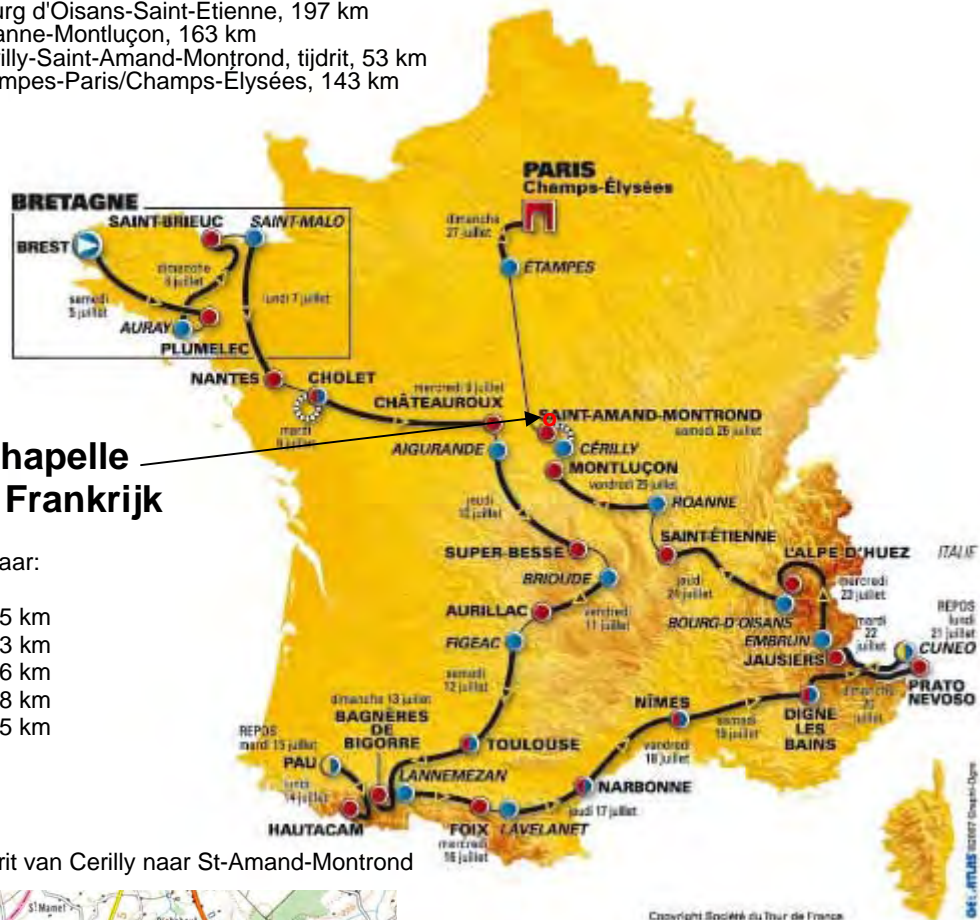 urg d'Oisans-Saint-Etienne, 197 km
anne-Montluçon, 163 km
illy-Saint-Amand-Montrond, tijdrit, 53 km
mpes-Paris/Champs-Élysées, 143 km
PARIS
Champs-Élysées
dimanche
27 juillet
ÉTAMPES
BRETAGNE
SAINT-BRIEUC
SAINT-MALO
BREST
dimanche
6 juillet
samedi
5 juillet
lundi 7 juillet
AURAY
PLUMELEC
NANTES
CHOLET
mardi
8 juillet
mercredi 9 juillet
CHÂTEAUROUX
AIGURANDE
SAINT-AMAND-MONTROND
samedi 26 juillet
CÉRILLY
MONTLUÇON
vendredi 25 juillet
ROANNE
hapelle
Frankrijk
jeudi
10 juillet
SUPER-BESSE
SAINT-ÉTIENNE
L'ALPE-D'HUEZ
ITALIE
aar:
BRIOUDE
jeudi
24 juillet
mercredi
23 juillet
5 km
3 km
6 km
8 km
5 km
AURILLAC
vendredi
11 juillet
BOURG-D'OISANS
EMBRUN
mardi
22
juillet
REPOS
lundi
21 juillet
CUNEO
FIGEAC
JAUSIERS
PRATO
NEVOSO
samedi
12 juillet
dimanche
20
juillet
dimanche 13 juillet
BAGNÈRES
DE
BIGORRE
NÎMES
samedi
19 juillet
DIGNE
LES
BAINS
REPOS
mardi 15 juillet
PAU
TOULOUSE
vendredi
18 juillet
LANNEMEZAN
NARBONNE
lundi
14 juillet
jeudi 17 juillet
HAUTACAM
FOIX
LAVELANET
mercredi
16 juillet
rit van Cerilly naar St-Amand-Montrond
St Mamet
Copyright Société du Tour de France